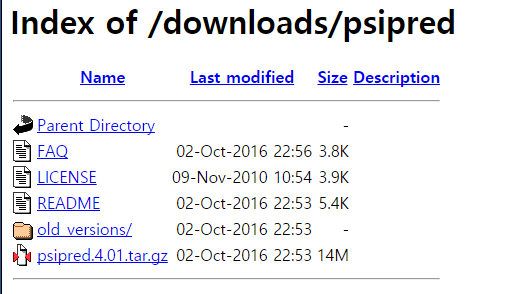 Index of /downloads/psipred
Name Last modified Size Description
Parent Directory -
FAQ 02-Oct-2016 22:56 3.8K
LICENSE 09-Nov-2010 10:54 3.9K
README 02-Oct-2016 22:53 5.4K
old_versions/ 02-Oct-2016 22:53 -
psipred.4.01.tar.gz 02-Oct-2016 22:53 14M